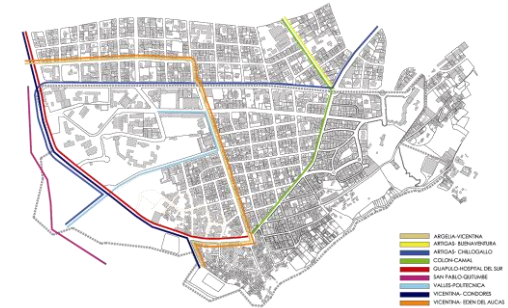 ARGELIA-VICENTINA
ARTIGAS- BUENAVENTURA
ARTIGAS- CHILLOGALLO
COLON-CAMAL
GUAPULO-HOSPITAL DEL SUR
SAN PABLO-QUITUMBE
VALLES-POLITECNICA
VICENTINA- CONDORES
VICENTINA- EDEN DEL AUCAS